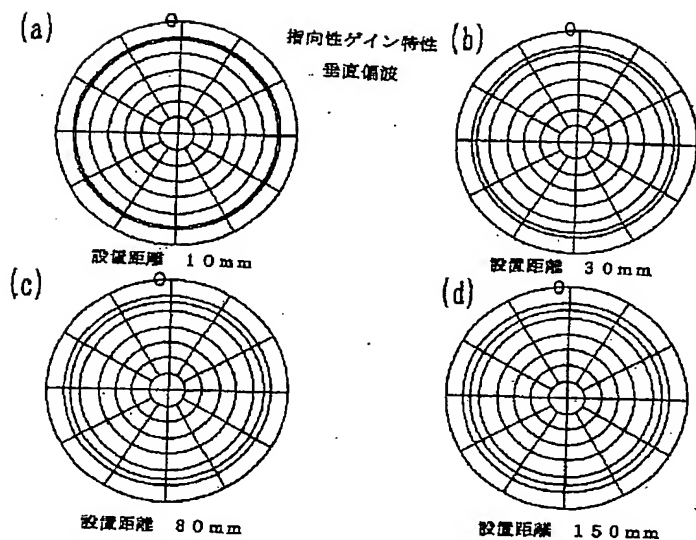 (a)
0
指向性ゲイン特性
垂直偏波
(b)
0
設置距離 10mm
設置距離 30mm
(c)
0
(d)
0
設置距離 80mm
設置距離 150mm